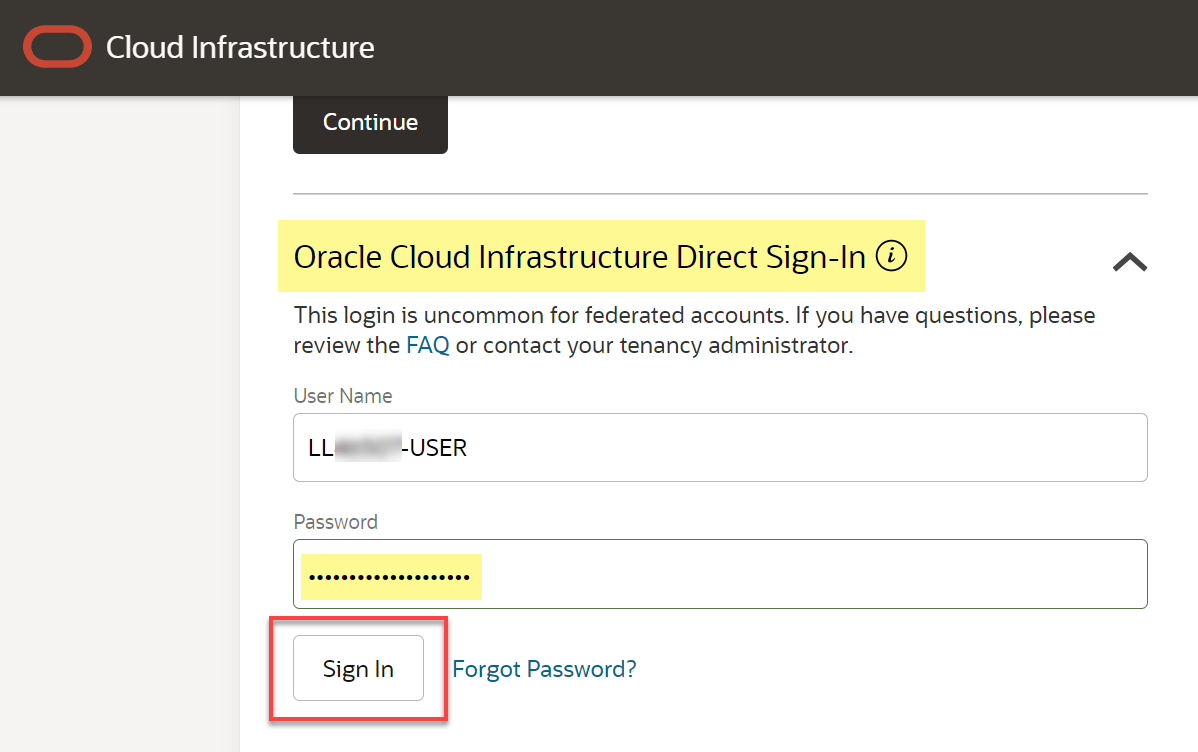 Cloud Infrastructure
Continue
Oracle Cloud Infrastructure Direct Sign-In
This login is uncommon for federated accounts. If you have questions, please
review the FAQ or contact your tenancy administrator.
User Name
LL -USER
Password
••••••••••••••••••••
Sign In Forgot Password?